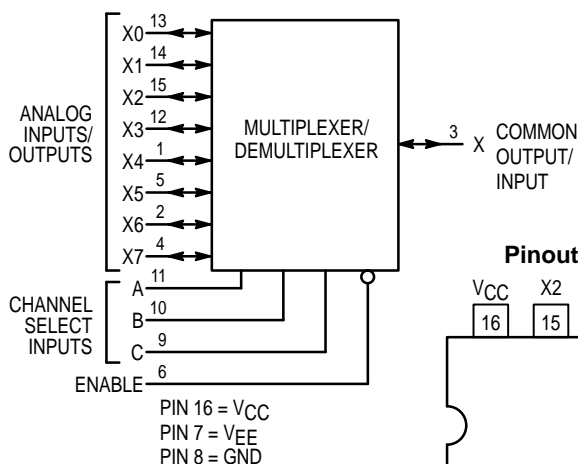 X0 13
X1 14
X2 15
X3 12
X4 1
X5 5
X6 2
X7 4
ANALOG
INPUTS/
OUTPUTS
MULTIPLEXER/
DEMULTIPLEXER
3 X COMMON
OUTPUT/
INPUT
A 11
B 10
C 9
CHANNEL
SELECT
INPUTS
ENABLE 6
PIN 16 = VCC
PIN 7 = VEE
PIN 8 = GND
Pinout
VCC X2
16 15